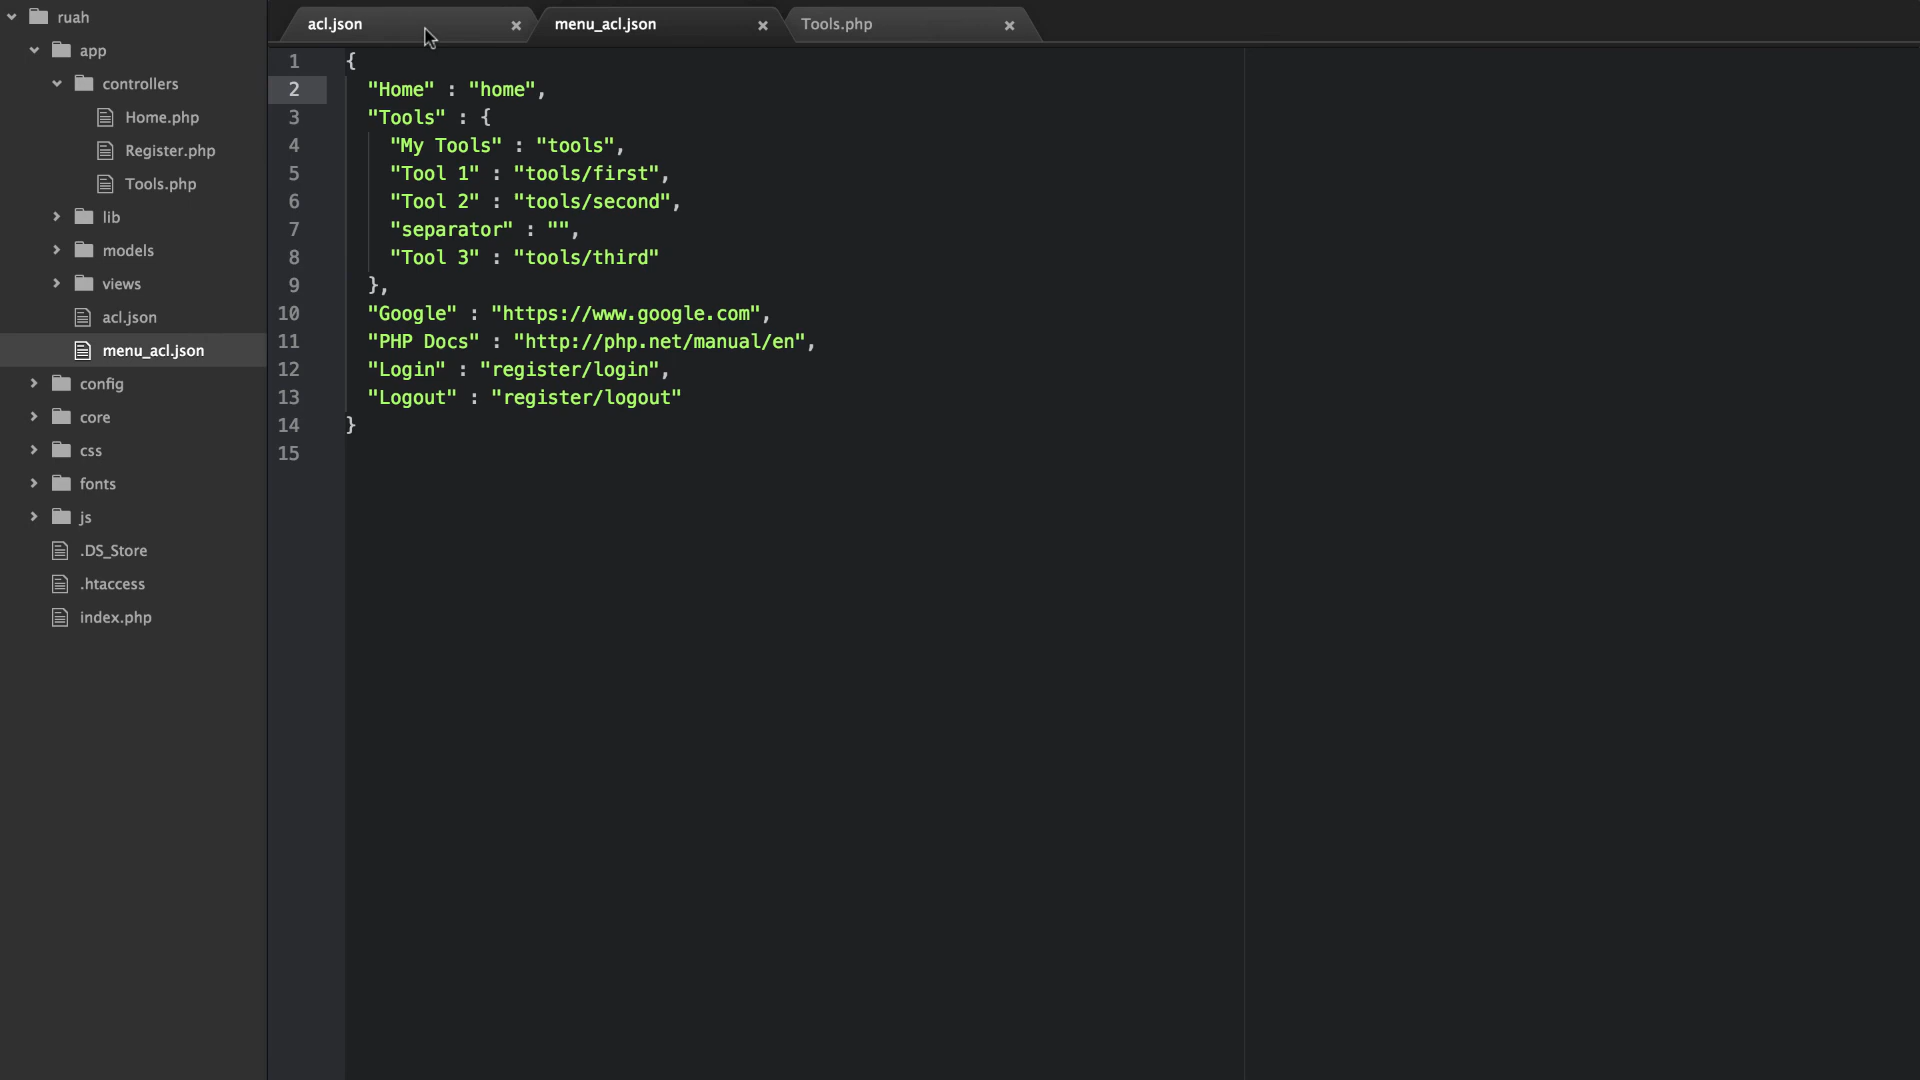 ruah
app
controllers
Home.php
Register.php
Tools.php
lib
models
views
acl.json
menu_acl.json
config
core
css
fonts
js
.DS_Store
.htaccess
index.php
acl.json × menu_acl.json × Tools.php ×
1 {
2 "Home" : "home",
3 "Tools" : {
4 "My Tools" : "tools",
5 "Tool 1" : "tools/first",
6 "Tool 2" : "tools/second",
7 "separator" : "",
8 "Tool 3" : "tools/third"
9 },
10 "Google" : "https://www.google.com",
11 "PHP Docs" : "http://php.net/manual/en",
12 "Login" : "register/login",
13 "Logout" : "register/logout"
14 }
15